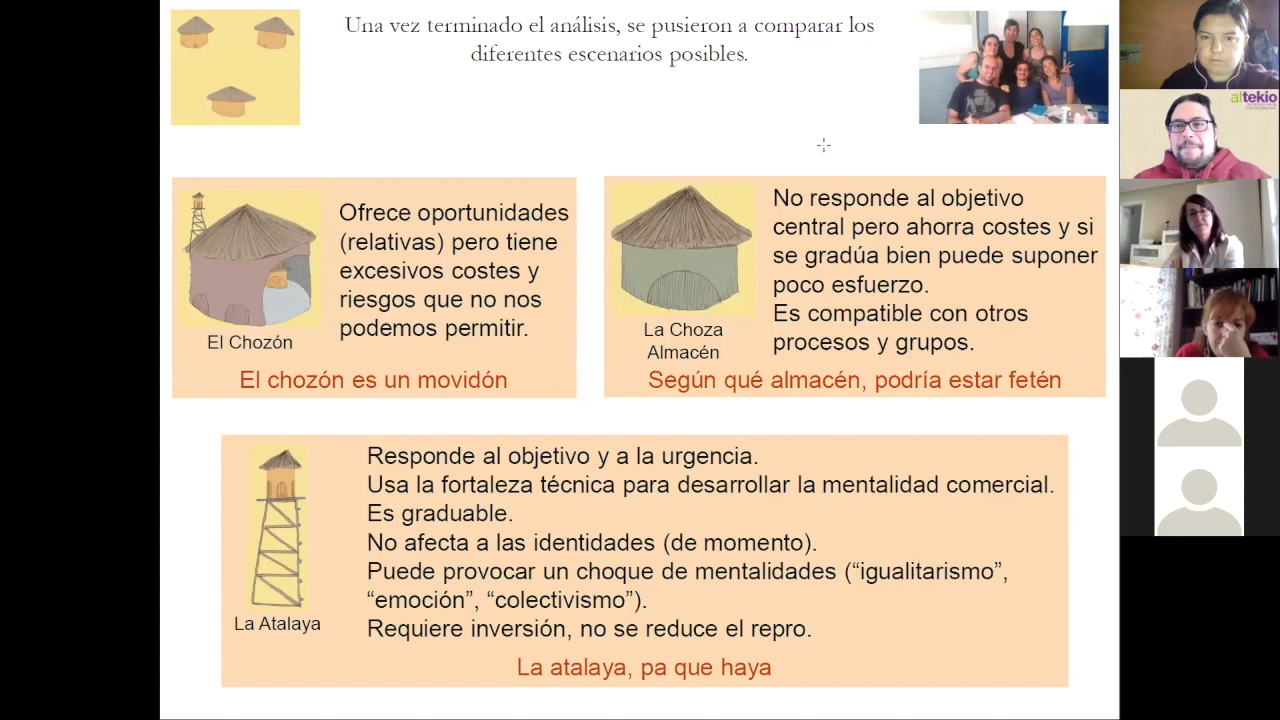 Una vez terminado el análisis, se pusieron a comparar los
diferentes escenarios posibles.
altekio
Ofrece oportunidades
(relativas) pero tiene
excesivos costes y
riesgos que no nos
podemos permitir.
El Chozón
El chozón es un movidón
No responde al objetivo
central pero ahorra costes y si
se gradúa bien puede suponer
poco esfuerzo.
Es compatible con otros
procesos y grupos.
La Choza
Almacén
Según qué almacén, podría estar fetén
Responde al objetivo y a la urgencia.
Usa la fortaleza técnica para desarrollar la mentalidad comercial.
Es graduable.
No afecta a las identidades (de momento).
Puede provocar un choque de mentalidades (“igualitarismo”,
“emoción”, “colectivismo”).
Requiere inversión, no se reduce el repro.
La Atalaya
La atalaya, pa que haya